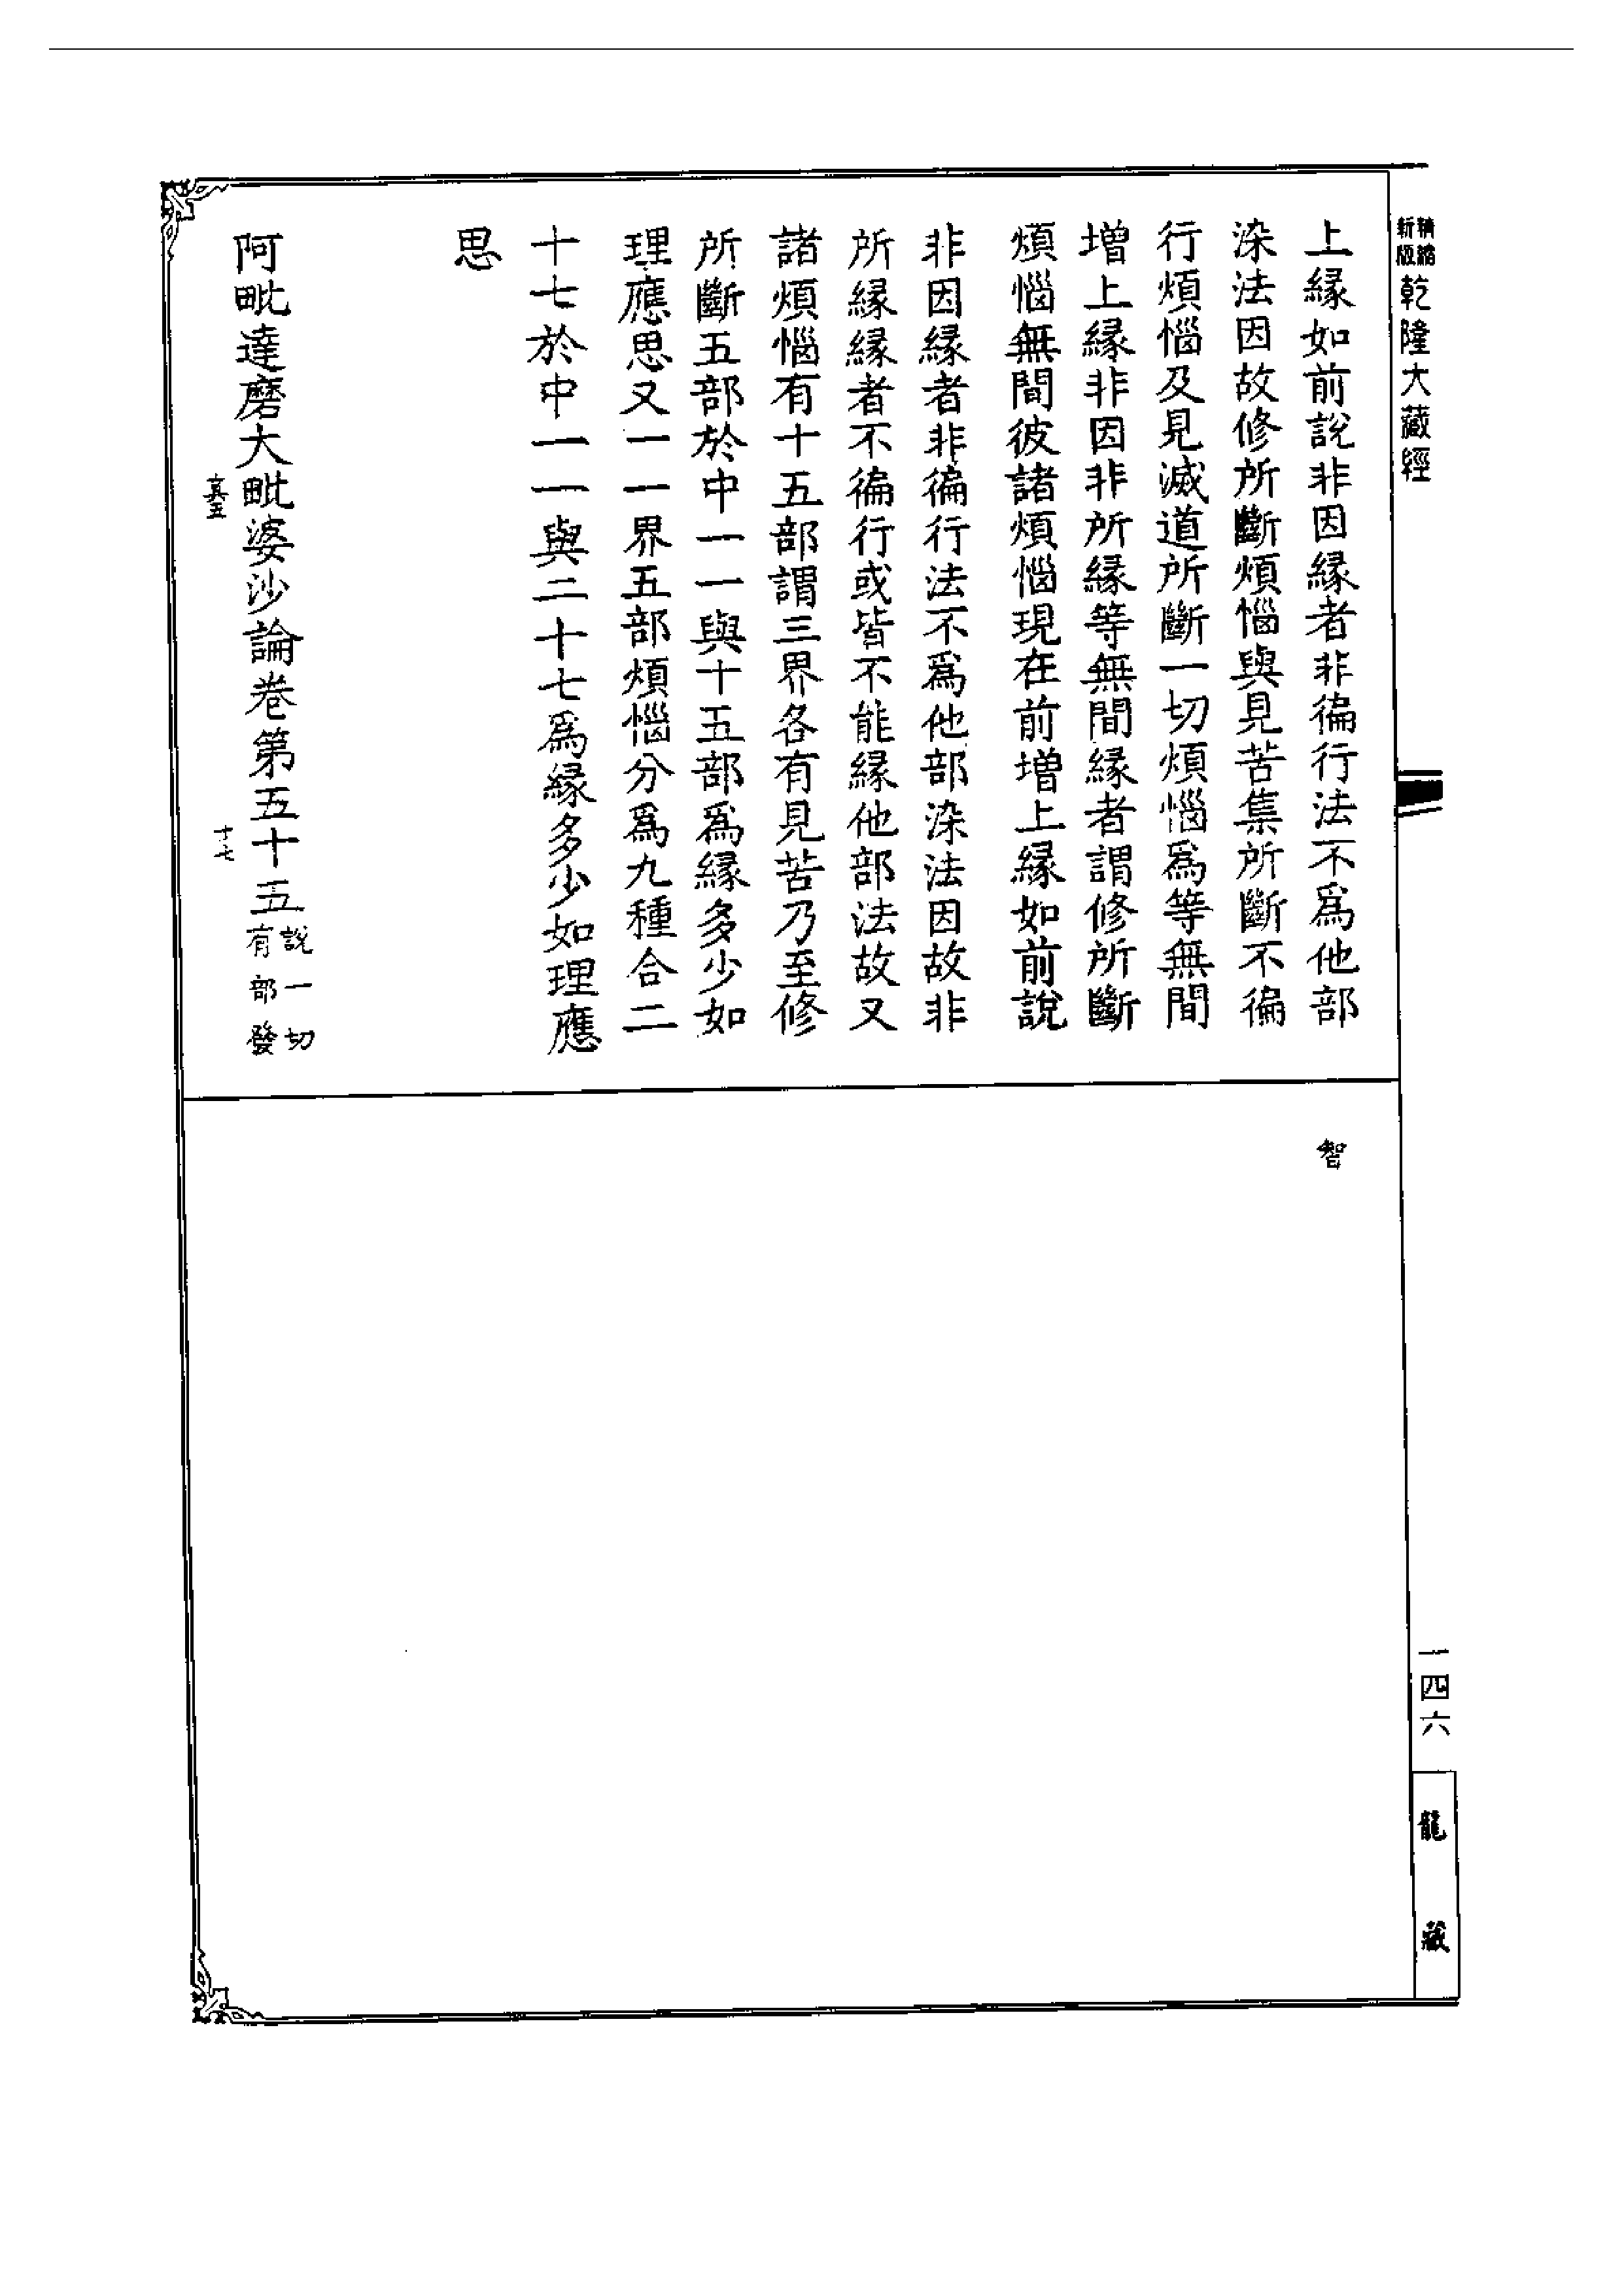 精縮新版乾隆大藏經
上緣如前說非因緣者非徧行法不爲他部
染法因故修所斷煩惱與見苦集所斷不徧
行煩惱及見滅道所斷一切煩惱爲等無間
增上緣非因非所緣等無間緣者謂修所斷
煩惱無間彼諸煩惱現在前增上緣如前說
非因緣者非徧行法不爲他部染法因故非
所緣緣者不徧行或皆不能緣他部法故又
諸煩惱有十五部謂三界各有見苦乃至修
所斷五部於中一一與十五部爲緣多少如
理應思又一一界五部煩惱分爲九種合二
十七於中一一與二十七爲緣多少如理應
思
阿毗達磨大毗婆沙論卷第五十五說一切有部發
十七
智
一四六
龍藏